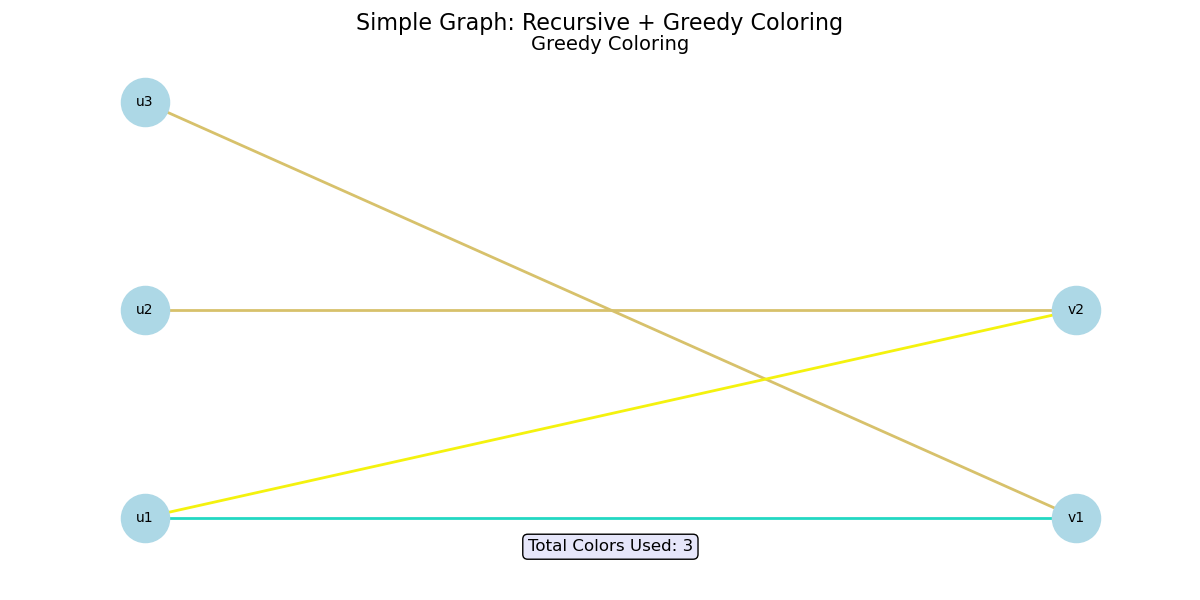 Simple Graph: Recursive + Greedy Coloring
Greedy Coloring
u3
u2
v2
u1
v1
Total Colors Used: 3